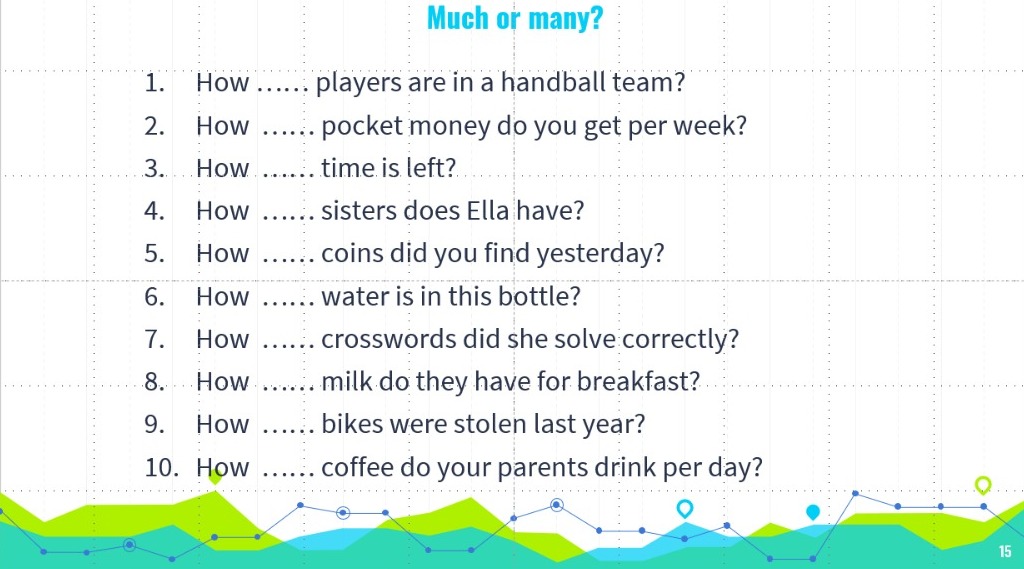 Much or many?
1. How ...... players are in a handball team?
2. How ...... pocket money do you get per week?
3. How ...... time is left?
4. How ...... sisters does Ella have?
5. How ...... coins did you find yesterday?
6. How ...... water is in this bottle?
7. How ...... crosswords did she solve correctly?
8. How ...... milk do they have for breakfast?
9. How ...... bikes were stolen last year?
10. How ...... coffee do your parents drink per day?
15